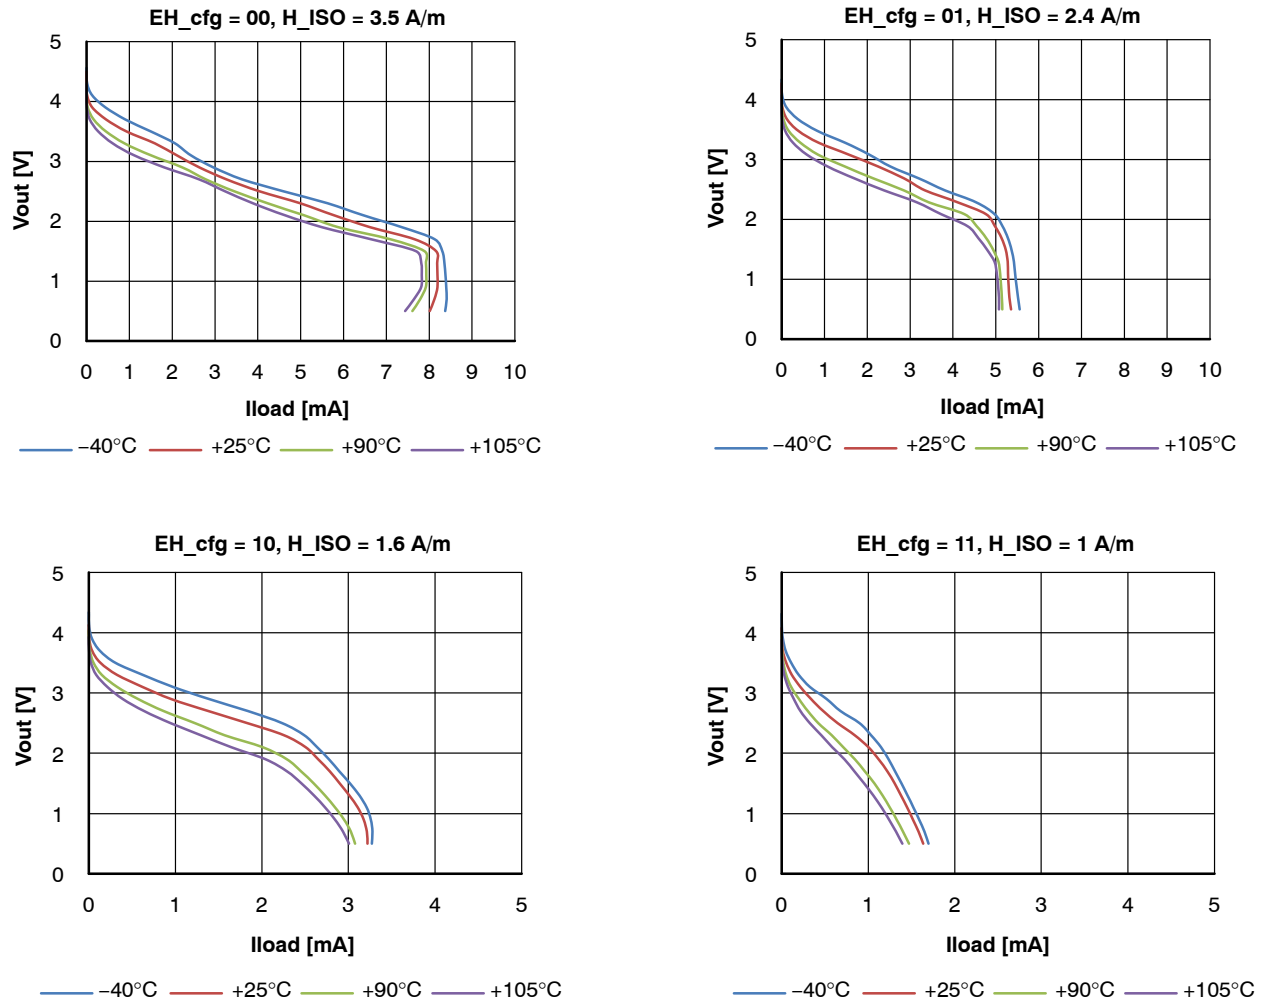 EH_cfg = 00, H_ISO = 3.5 A/m
5
4
3
2
1
0
Vout [V]
0 1 2 3 4 5 6 7 8 9 10
Iload [mA]
−40°C +25°C +90°C +105°C
EH_cfg = 01, H_ISO = 2.4 A/m
5
4
3
2
1
0
Vout [V]
0 1 2 3 4 5 6 7 8 9 10
Iload [mA]
−40°C +25°C +90°C +105°C
EH_cfg = 10, H_ISO = 1.6 A/m
5
4
3
2
1
0
Vout [V]
0 1 2 3 4 5
Iload [mA]
−40°C +25°C +90°C +105°C
EH_cfg = 11, H_ISO = 1 A/m
5
4
3
2
1
0
Vout [V]
0 1 2 3 4 5
Iload [mA]
−40°C +25°C +90°C +105°C